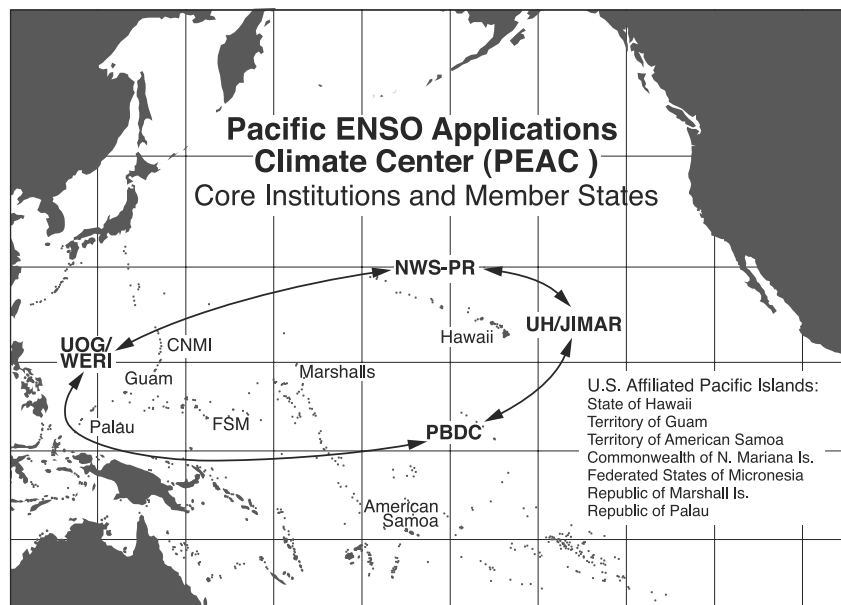 Pacific ENSO Applications
Climate Center (PEAC )
Core Institutions and Member States
NWS-PR
UH/JIMAR
Hawaii
UOG/
WERI
CNMI
Guam
Marshalls
Palau
FSM
PBDC
American
Samoa
U.S. Affiliated Pacific Islands:
State of Hawaii
Territory of Guam
Territory of American Samoa
Commonwealth of N. Mariana Is.
Federated States of Micronesia
Republic of Marshall Is.
Republic of Palau